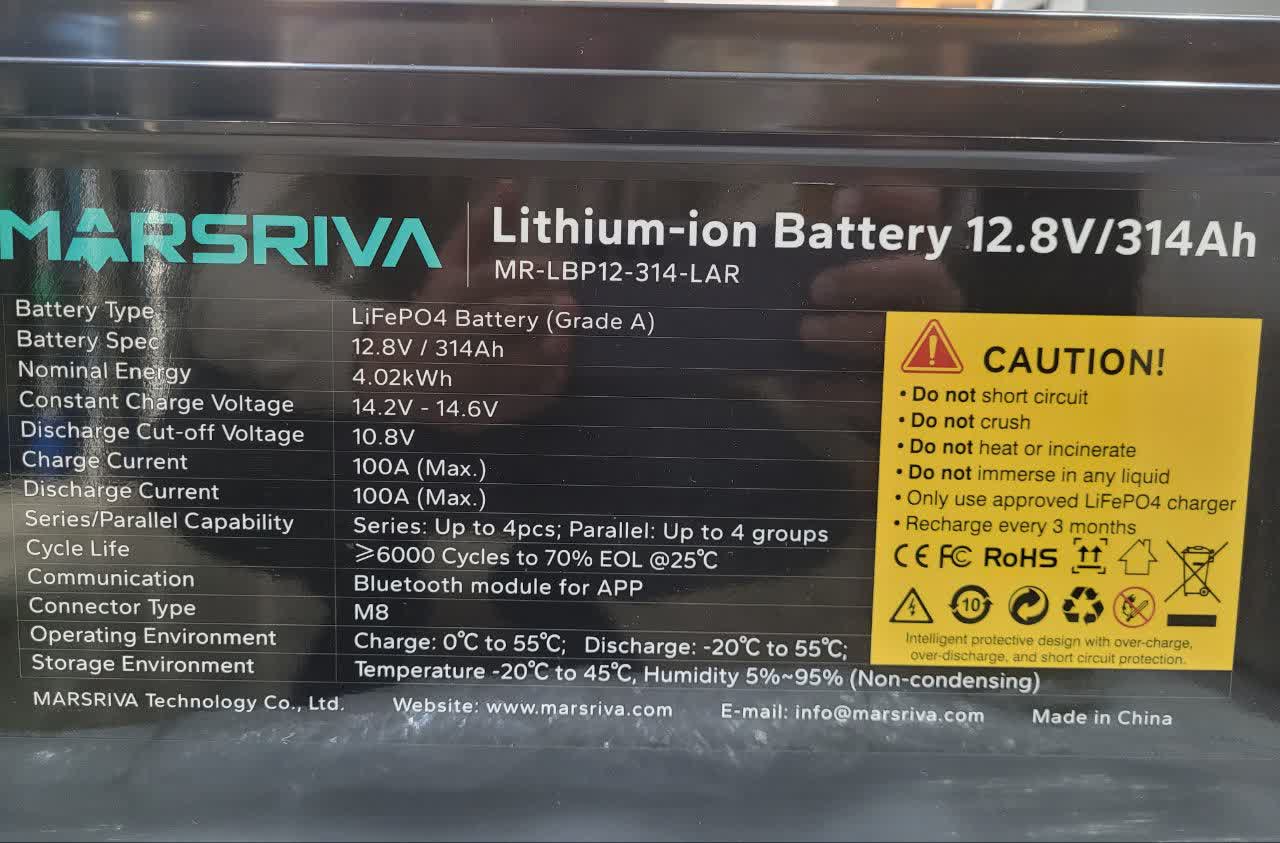 MARSRIVA
Lithium-ion Battery 12.8V/314Ah
MR-LBP12-314-LAR
Battery Type LiFePO4 Battery (Grade A)
Battery Spec 12.8V / 314Ah
Nominal Energy 4.02kWh
Constant Charge Voltage 14.2V - 14.6V
Discharge Cut-off Voltage 10.8V
Charge Current 100A (Max.)
Discharge Current 100A (Max.)
Series/Parallel Capability Series: Up to 4pcs; Parallel: Up to 4 groups
Cycle Life ⩾6000 Cycles to 70% EOL @25℃
Communication Bluetooth module for APP
Connector Type M8
Operating Environment Charge: 0℃ to 55℃; Discharge: -20℃ to 55℃;
Storage Environment Temperature -20℃ to 45℃, Humidity 5%~95% (Non-condensing)
CAUTION!
• Do not short circuit
• Do not crush
• Do not heat or incinerate
• Do not immerse in any liquid
• Only use approved LiFePO4 charger
• Recharge every 3 months
CE FC RoHS
10
Intelligent protective design with over-charge,
over-discharge, and short circuit protection.
MARSRIVA Technology Co., Ltd. Website: www.marsriva.com E-mail: info@marsriva.com Made in China